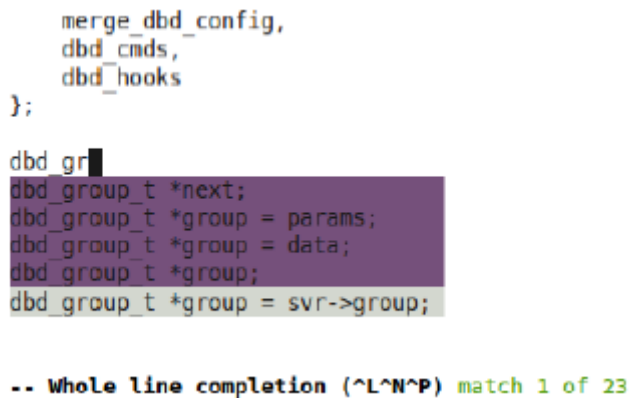 merge_dbd_config,
dbd_cmds,
dbd_hooks
};
dbd_gr
dbd_group_t *next;
dbd_group_t *group = params;
dbd_group_t *group = data;
dbd_group_t *group;
dbd_group_t *group = svr->group;
-- Whole line completion (^L^N^P) match 1 of 23